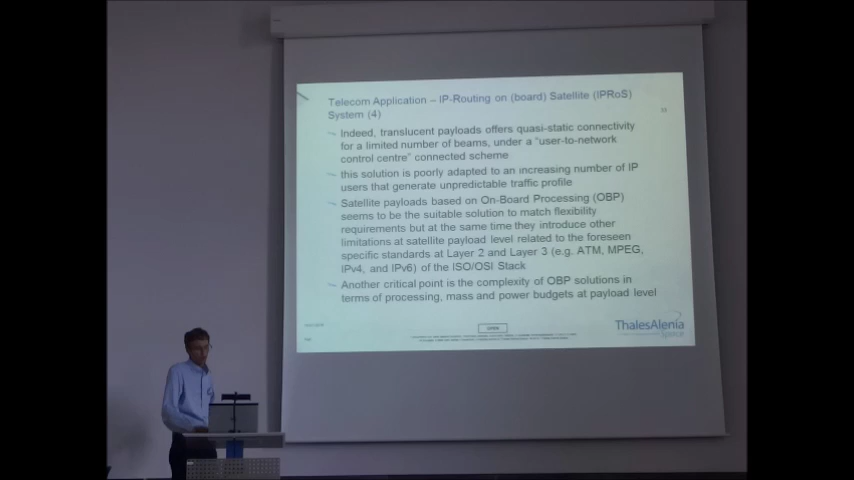 Telecom Application – IP-Routing on (board) Satellite (IPRoS)
System (4)
Indeed, translucent payloads offers quasi-static connectivity
for a limited number of beams, under a “user-to-network
control centre” connected scheme
this solution is poorly adapted to an increasing number of IP
users that generate unpredictable traffic profile
Satellite payloads based on On-Board Processing (OBP)
seems to be the suitable solution to match flexibility
requirements but at the same time they introduce other
limitations at satellite payload level related to the foreseen
specific standards at Layer 2 and Layer 3 (e.g. ATM, MPEG,
IPv4, and IPv6) of the ISO/OSI Stack
Another critical point is the complexity of OBP solutions in
terms of processing, mass and power budgets at payload level
OPEN
ThalesAlenia
Space